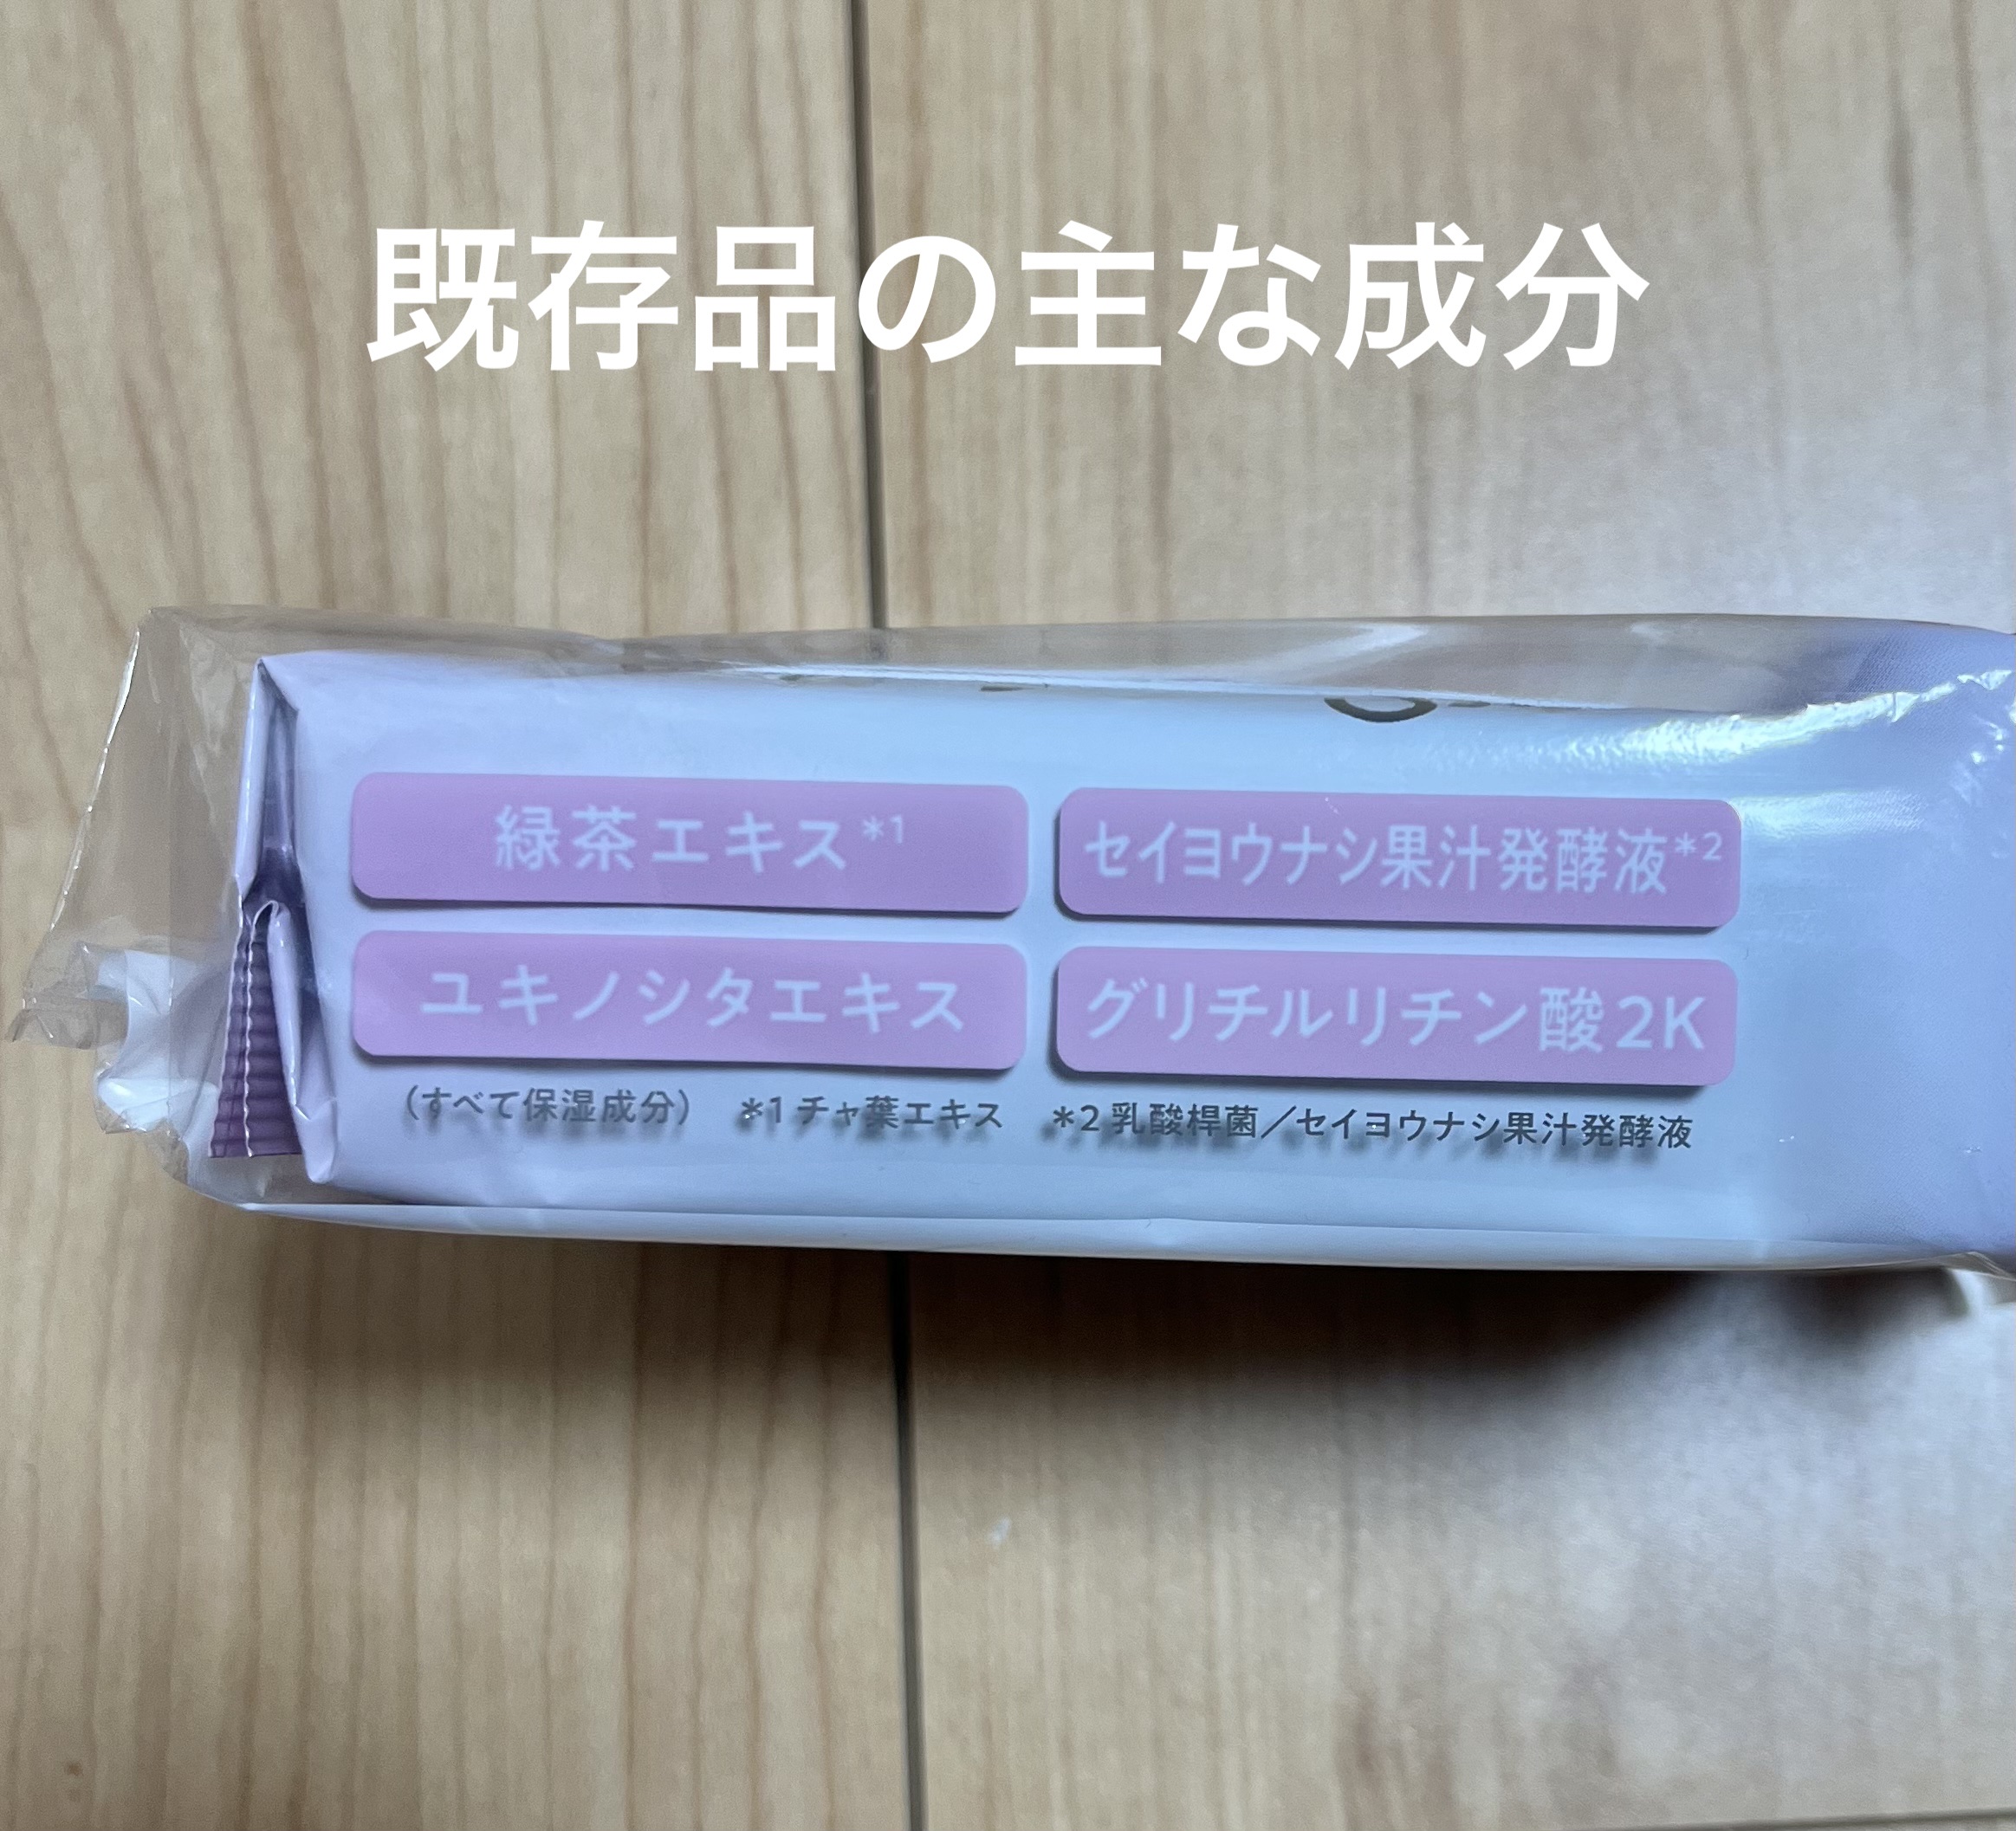 既存品の主な成分
緑茶エキス*1
セイヨウナシ果汁発酵液*2
ユキノシタエキス
グリチルリチン酸2K
(すべて保湿成分) *1 チャ葉エキス *2 乳酸桿菌/セイヨウナシ果汁発酵液